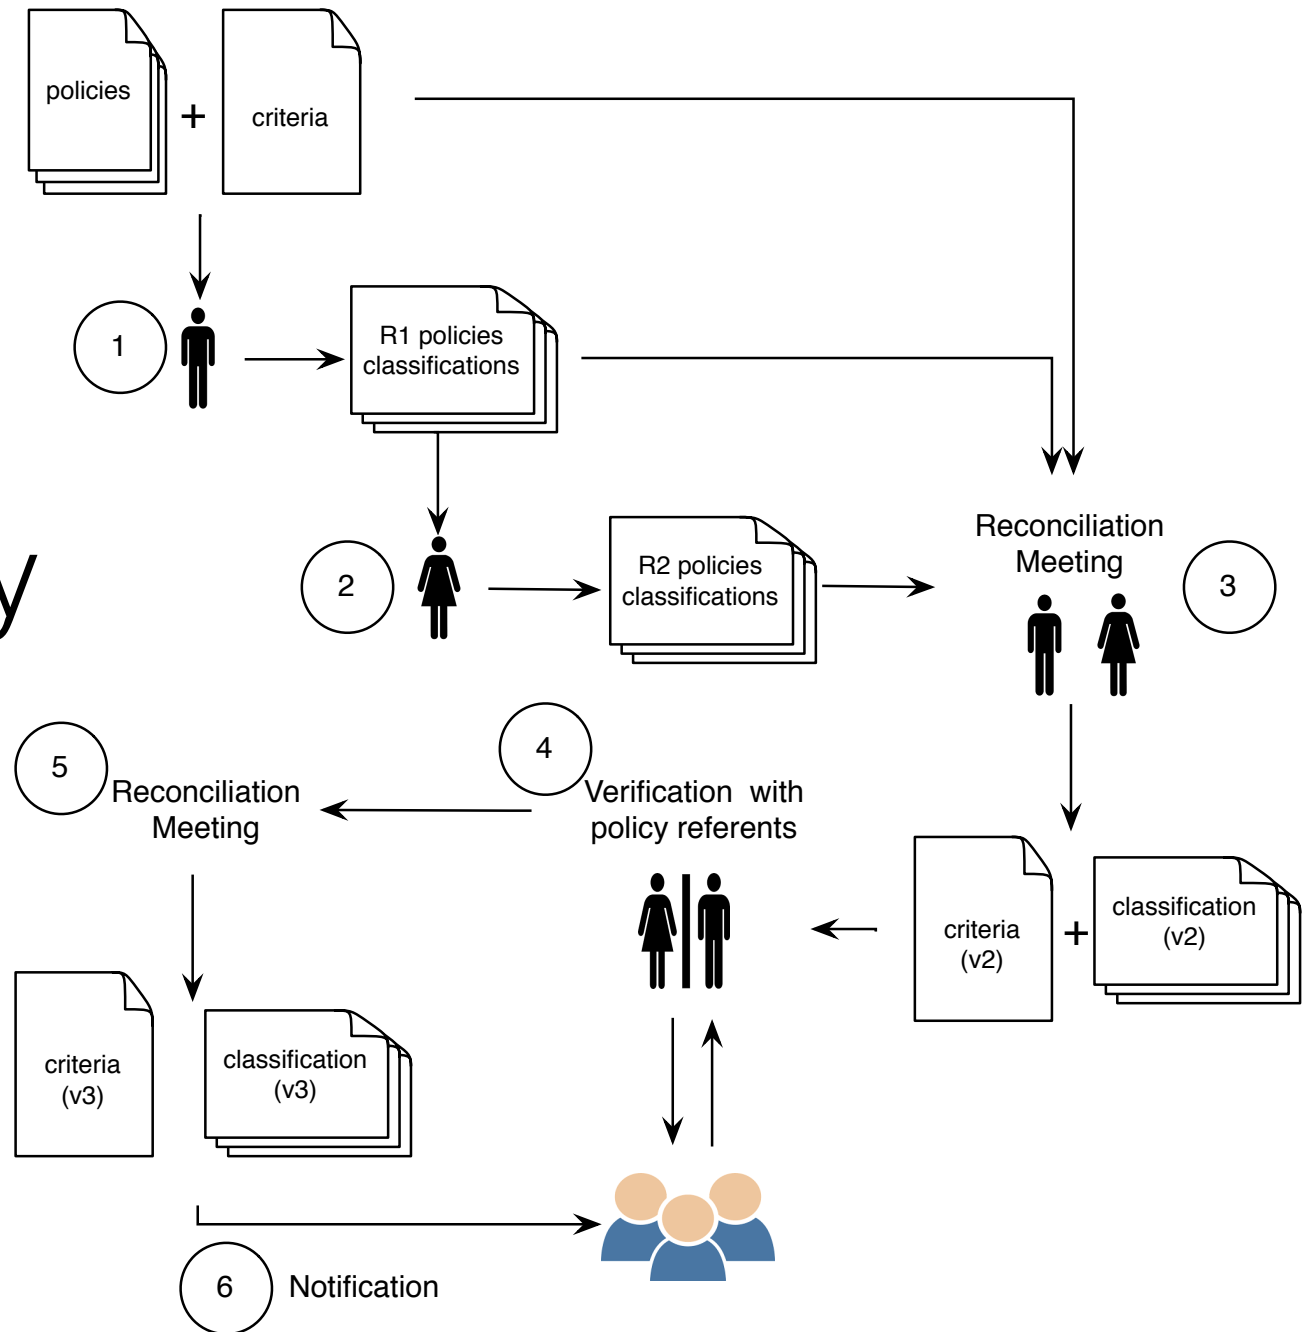 policies
+
criteria
1
R1 policies
classifications
2
R2 policies
classifications
Reconciliation
Meeting
3
y
5
Reconciliation
Meeting
4
Verification with
policy referents
criteria
(v2)
+
classification
(v2)
criteria
(v3)
classification
(v3)
6
Notification